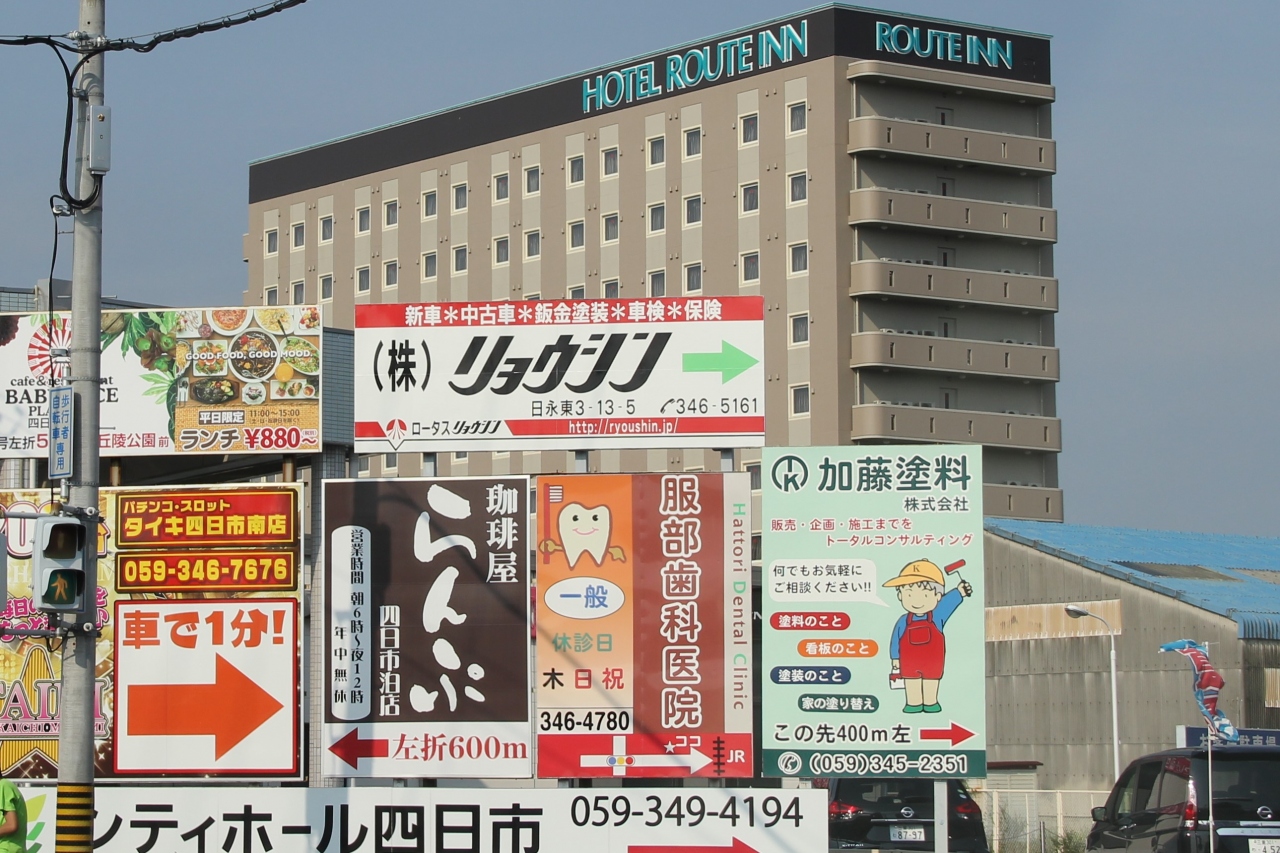 HOTEL ROUTE INN
ROUTE INN
GOOD FOOD, GOOD MOOD.
平日限定
11:00〜15:00
ランチ ¥880
丘陵公園前
歩行者
自転車専用
新車＊中古車＊鈑金塗装＊車検＊保険
(株) リョウシン
日永東3-13-5 346-5161
ロータスリョウシン http://ryoushin.jp/
パチンコ・スロット
タイキ四日市南店
059-346-7676
車で1分!
珈琲屋
らんぷ
四日市泊店
営業時間 朝6時〜夜12時
年中無休
左折600m
服部歯科医院
Hattori Dental Clinic
一般
休診日
木日祝
346-4780
★ココ
JR
加藤塗料
株式会社
販売・企画・施工までを
トータルコンサルティング
何でもお気軽に
ご相談ください!!
K
塗料のこと
看板のこと
塗装のこと
家の塗り替え
この先400m左
(059)345-2351
ンティホール四日市
059-349-4194
87-97